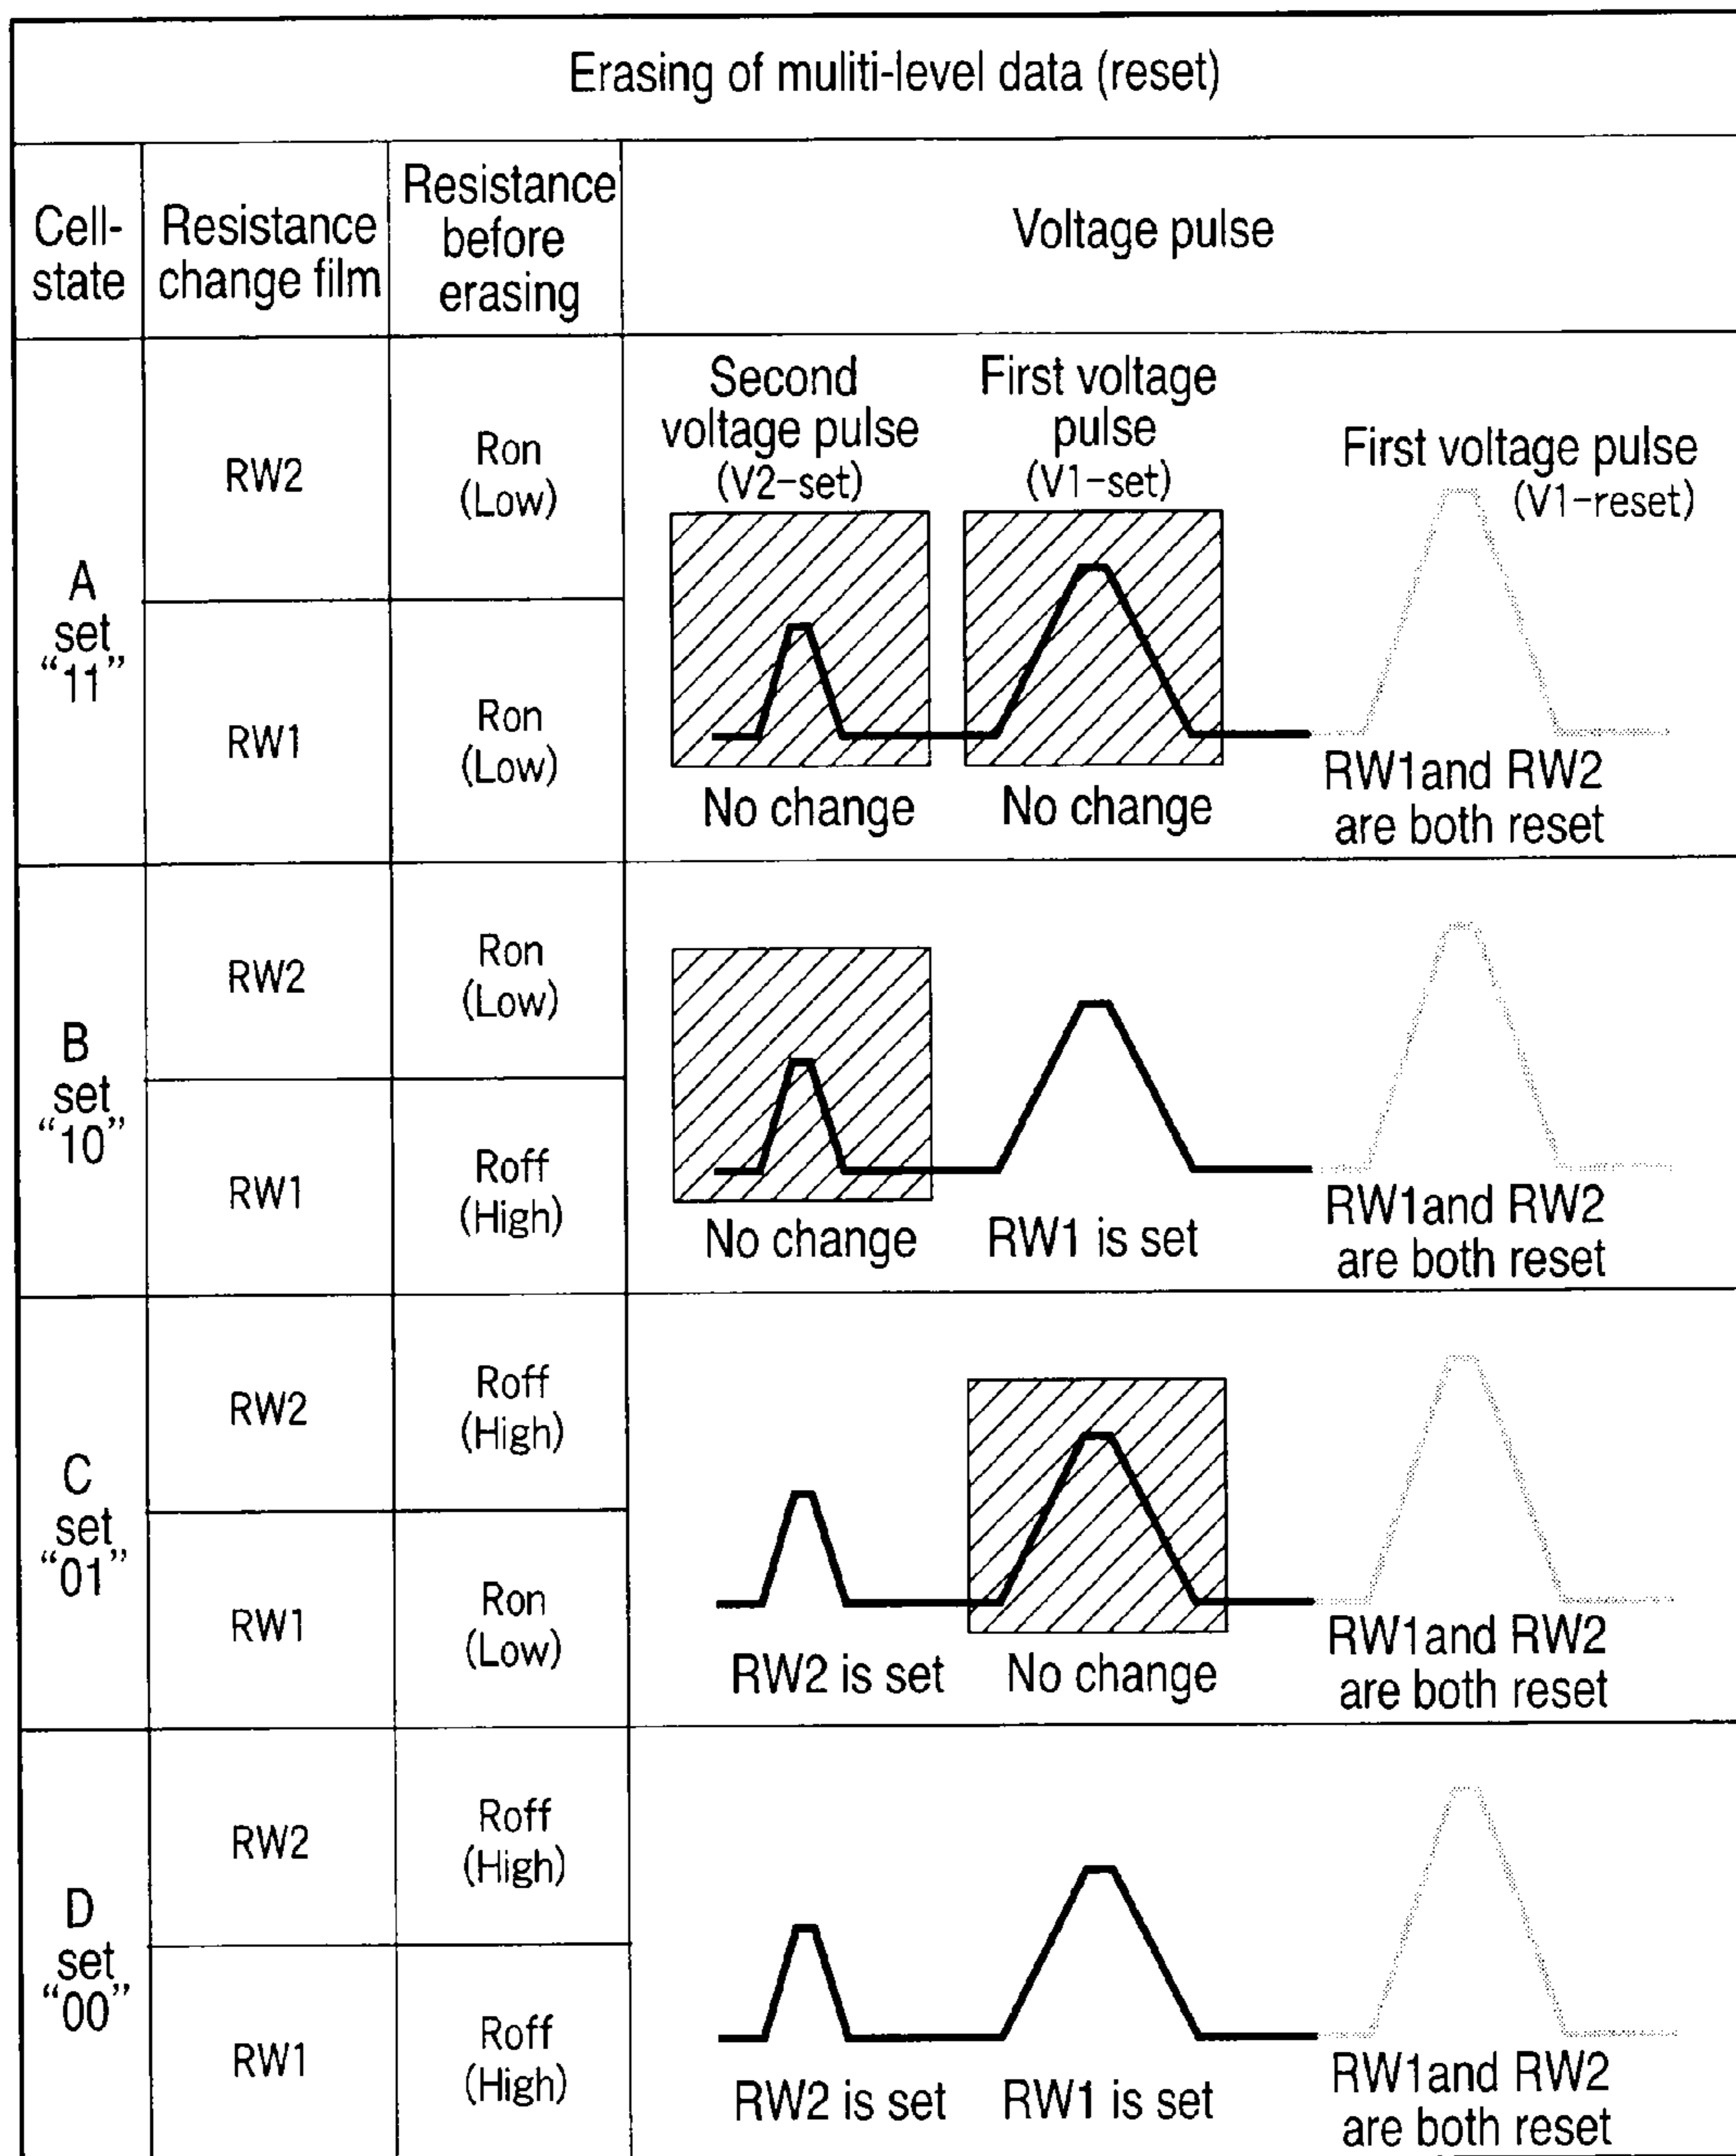 Erasing of muliti-level data (reset)
Cell-
state
Resistance
change film
Resistance
before
erasing
Voltage pulse
A
set
“11”
RW2
Ron
(Low)
RW1
Ron
(Low)
Second
voltage pulse
(V2-set)
First voltage
pulse
(V1-set)
First voltage pulse
(V1-reset)
No change
No change
RW1and RW2
are both reset
B
set
“10”
RW2
Ron
(Low)
RW1
Roff
(High)
No change
RW1 is set
RW1and RW2
are both reset
C
set
“01”
RW2
Roff
(High)
RW1
Ron
(Low)
RW2 is set
No change
RW1and RW2
are both reset
D
set
“00”
RW2
Roff
(High)
RW1
Roff
(High)
RW2 is set
RW1 is set
RW1and RW2
are both reset